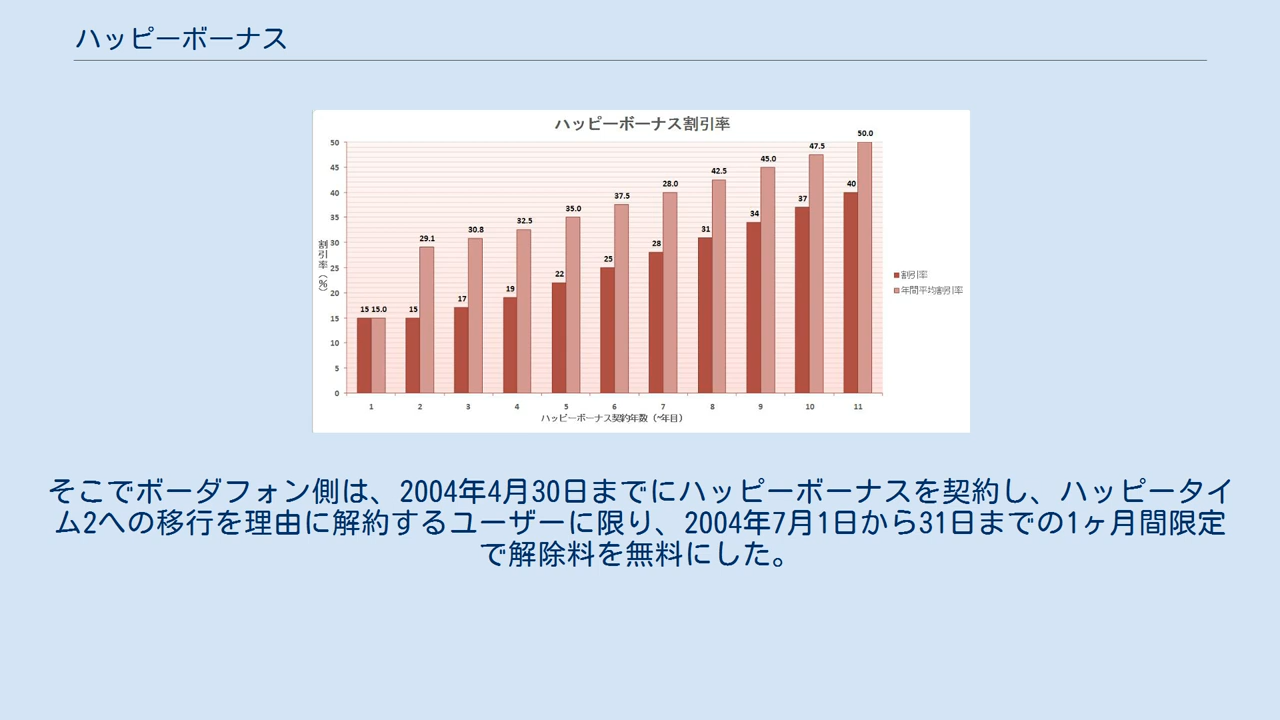 ハッピーボーナス
ハッピーボーナス割引率
50
45
40
35
30
25
20
15
10
5
0
割引率(%)
15 15.0
15 29.1
17 30.8
19 32.5
22 35.0
25 37.5
28 28.0
31 42.5
34 45.0
37 47.5
40 50.0
1 2 3 4 5 6 7 8 9 10 11
ハッピーボーナス契約年数(~年目)
割引率
年間平均割引率
そこでボーダフォン側は、2004年4月30日までにハッピーボーナスを契約し、ハッピータイ
ム2への移行を理由に解約するユーザーに限り、2004年7月1日から31日までの1ヶ月間限定
で解除料を無料にした。